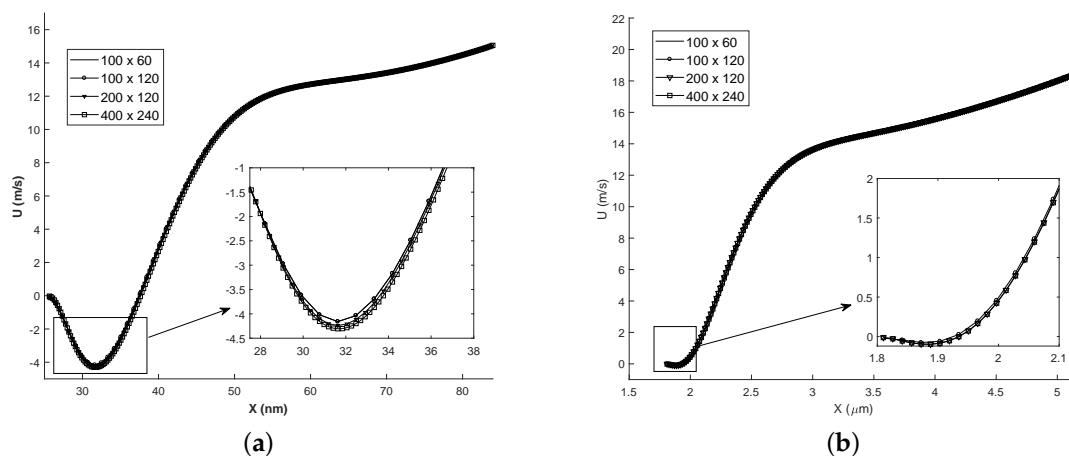 16
14
12
10
8
6
4
2
0
-2
-4
U (m/s)
100 x 60
100 x 120
200 x 120
400 x 240
-1
-1.5
-2
-2.5
-3
-3.5
-4
-4.5
28 30 32 34 36 38
30 40 50 60 70 80
X (nm)
(a)
22
20
18
16
14
12
10
8
6
4
2
0
-2
U (m/s)
100 x 60
100 x 120
200 x 120
400 x 240
2
1.5
1
0.5
0
1.8 1.9 2 2.1
1.5 2 2.5 3 3.5 4 4.5 5
X (μm)
(b)